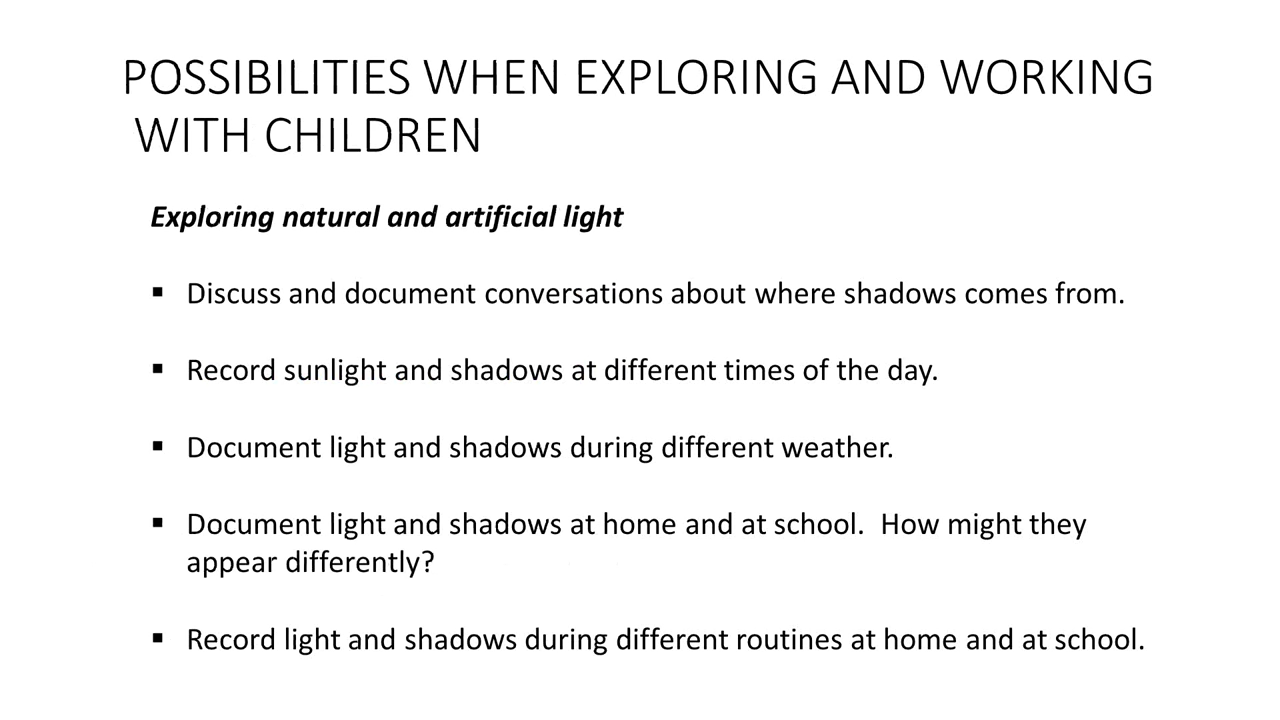 POSSIBILITIES WHEN EXPLORING AND WORKING
WITH CHILDREN
Exploring natural and artificial light
▪ Discuss and document conversations about where shadows comes from.
▪ Record sunlight and shadows at different times of the day.
▪ Document light and shadows during different weather.
▪ Document light and shadows at home and at school.  How might they
appear differently?
▪ Record light and shadows during different routines at home and at school.